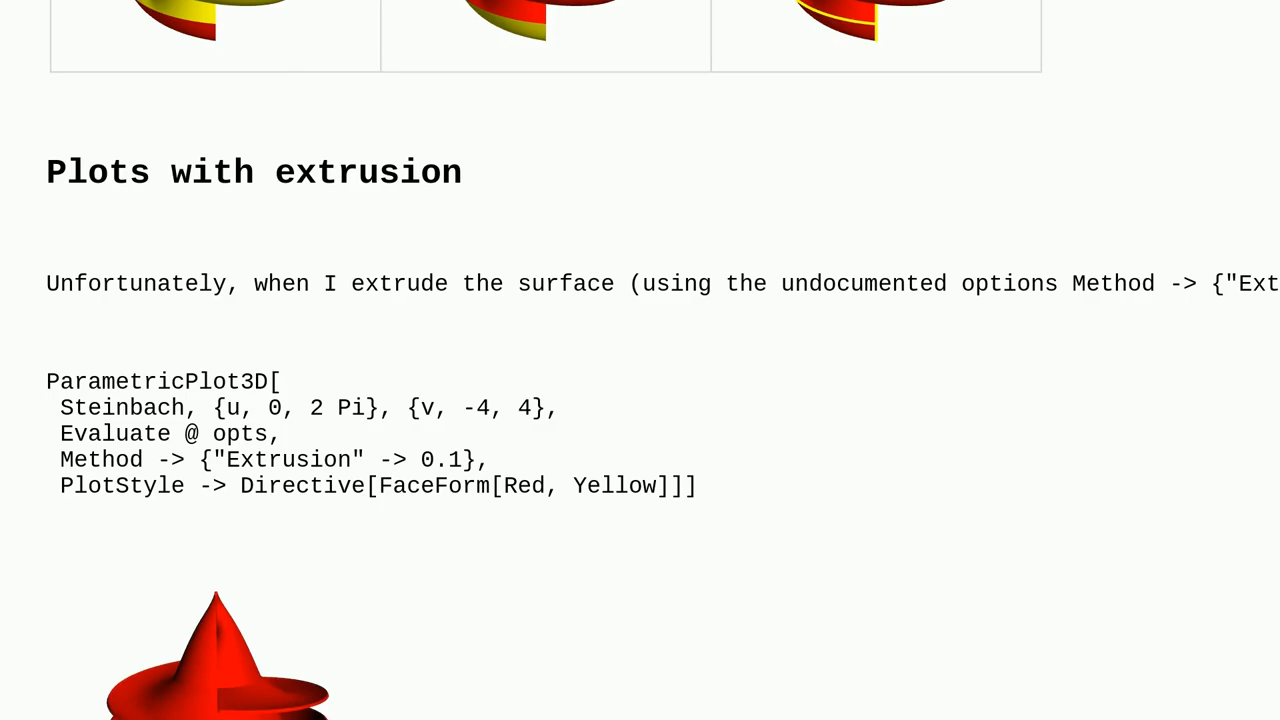 Plots with extrusion
Unfortunately, when I extrude the surface (using the undocumented options Method -> {"Ext
ParametricPlot3D[
Steinbach, {u, 0, 2 Pi}, {v, -4, 4},
Evaluate @ opts,
Method -> {"Extrusion" -> 0.1},
PlotStyle -> Directive[FaceForm[Red, Yellow]]]